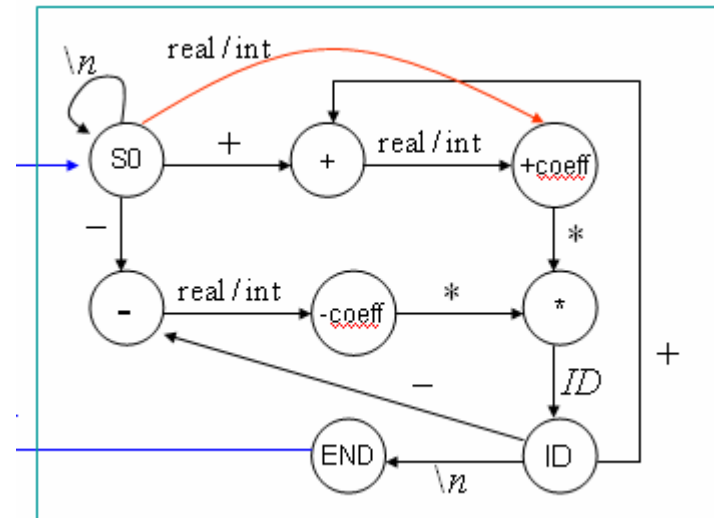 real / int
\n
S0
+
+
real / int
+coeff
–
*
-
real / int
-coeff
*
*
–
ID
+
END
\n
ID